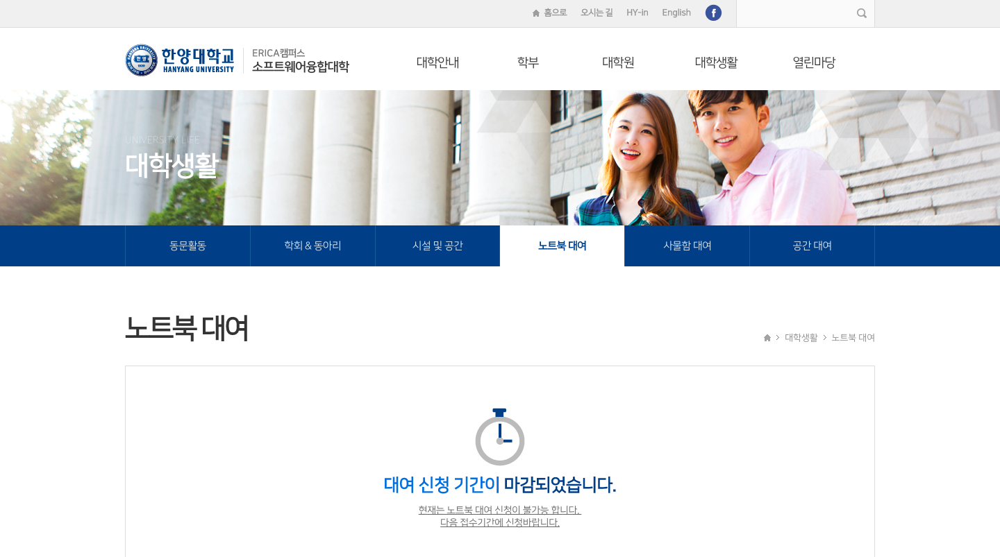 홈으로 오시는 길 HY-in English
한양대학교
HANYANG UNIVERSITY
ERICA캠퍼스
소프트웨어융합대학
대학안내 학부 대학원 대학생활 열린마당
UNIVERSITY LIFE
대학생활
동문활동 학회 & 동아리 시설 및 공간 노트북 대여 사물함 대여 공간 대여
노트북 대여
대학생활 노트북 대여
대여 신청 기간이 마감되었습니다.
현재는 노트북 대여 신청이 불가능 합니다.
다음 접수기간에 신청바랍니다.